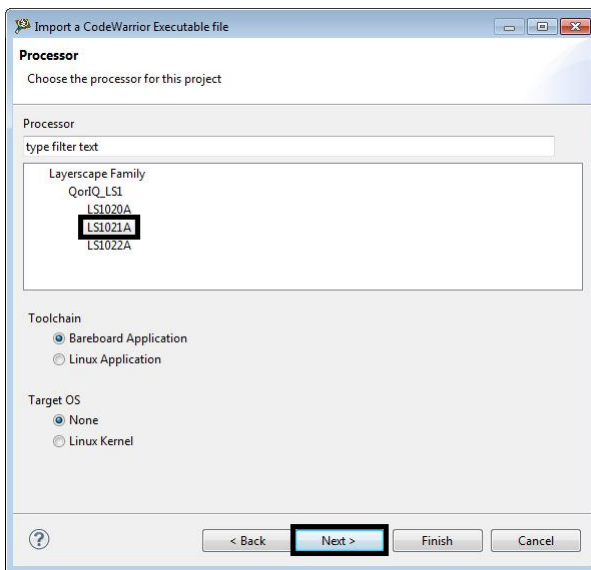 Import a CodeWarrior Executable file
Processor
Choose the processor for this project
Processor
type filter text
Layerscape Family
QorIQ_LS1
LS1020A
LS1021A
LS1022A
Toolchain
Bareboard Application
Linux Application
Target OS
None
Linux Kernel
? < Back Next > Finish Cancel